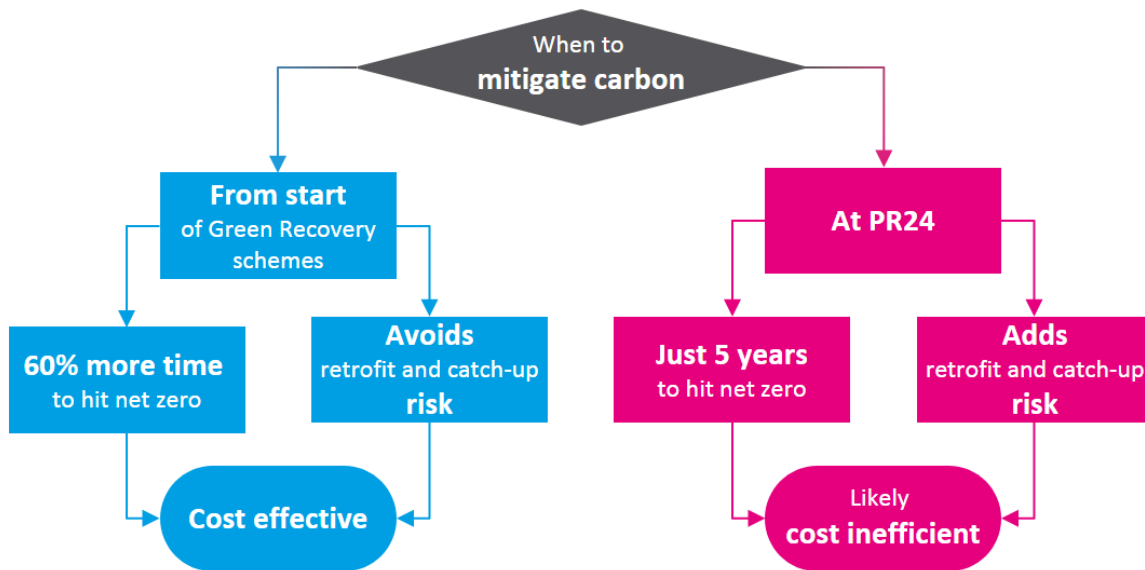 When to
mitigate carbon
From start
of Green Recovery
schemes
At PR24
60% more time
to hit net zero
Avoids
retrofit and catch-up
risk
Just 5 years
to hit net zero
Adds
retrofit and catch-up
risk
Cost effective
Likely
cost inefficient